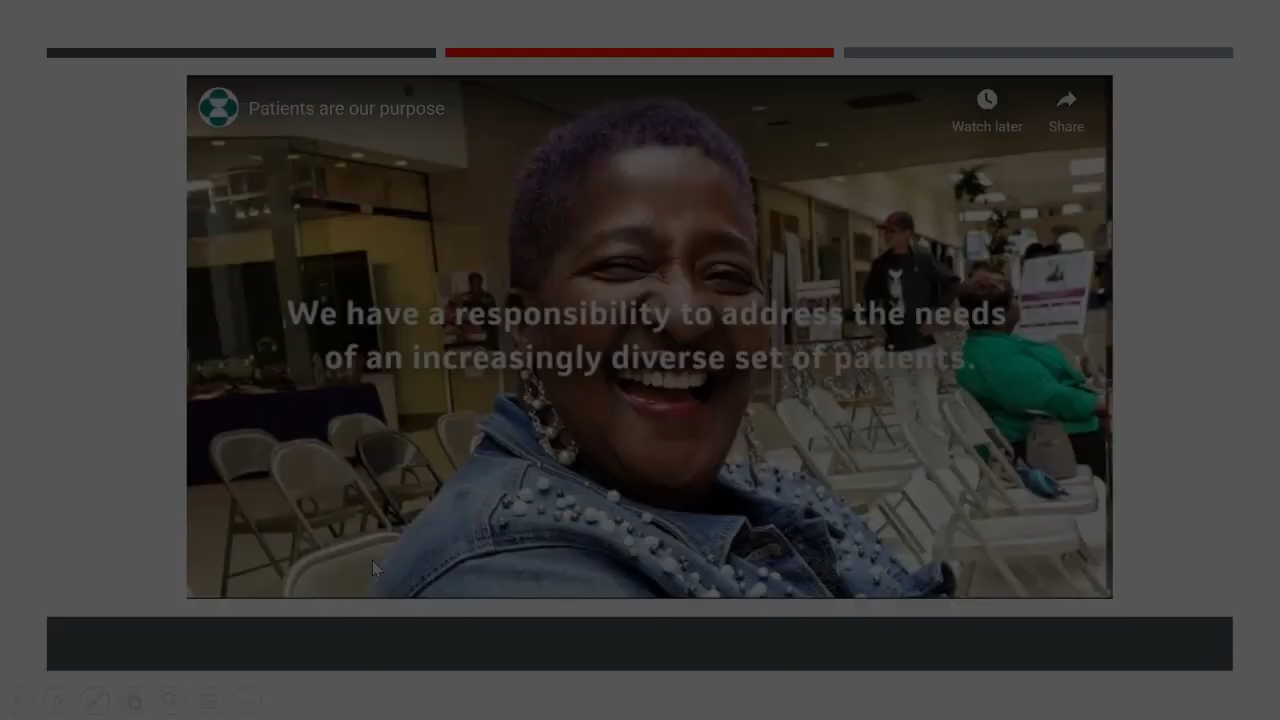 Patients are our purpose
Watch later
Share
We have a responsibility to address the needs
of an increasingly diverse set of patients.